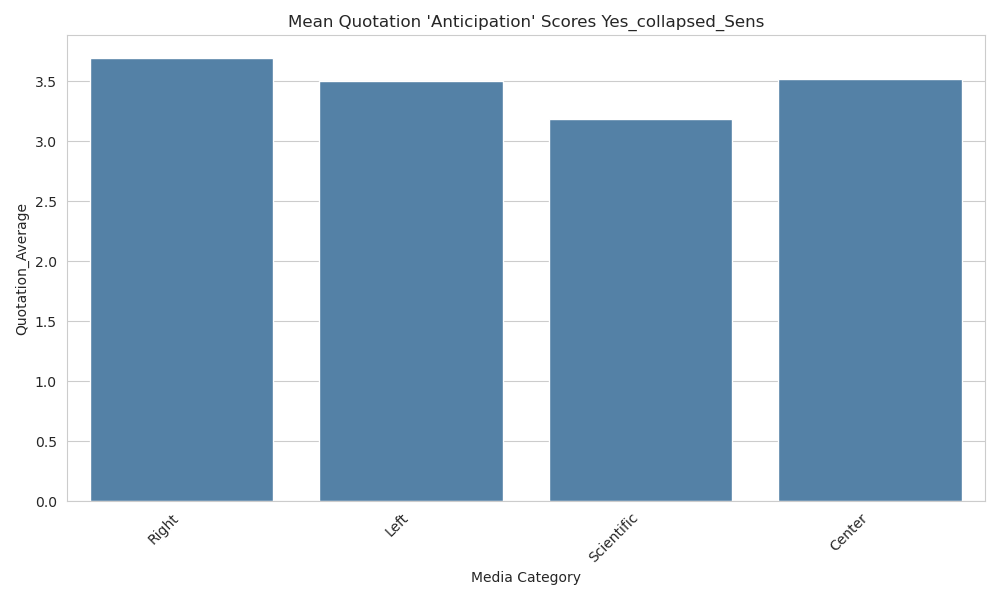 Mean Quotation 'Anticipation' Scores Yes_collapsed_Sens
Quotation_Average
3.5
3.0
2.5
2.0
1.5
1.0
0.5
0.0
Right
Left
Scientific
Center
Media Category